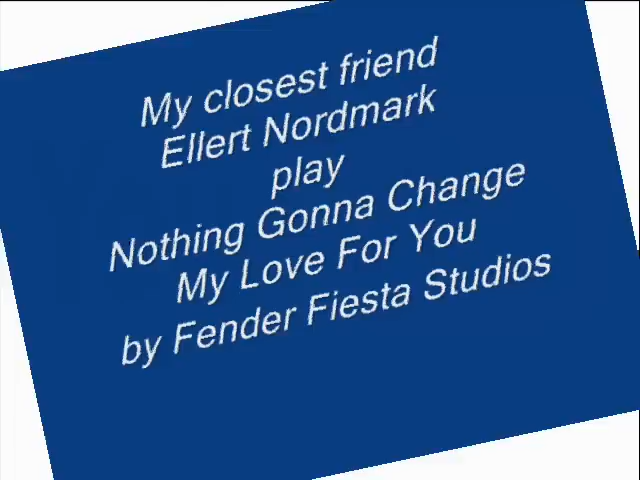 My closest friend
Ellert Nordmark
play
Nothing Gonna Change
My Love For You
by Fender Fiesta Studios